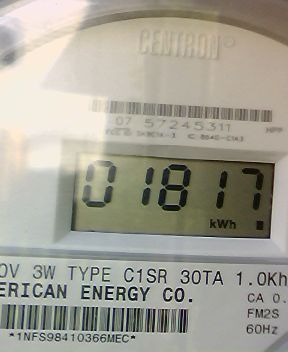 CENTRON®
07 57245311 HPP
01817
kWh
0V 3W TYPE C1SR 30TA 1.0Kh
ERICAN ENERGY CO. CA 0.
FM2S
60Hz
*1NFS98410366MEC*